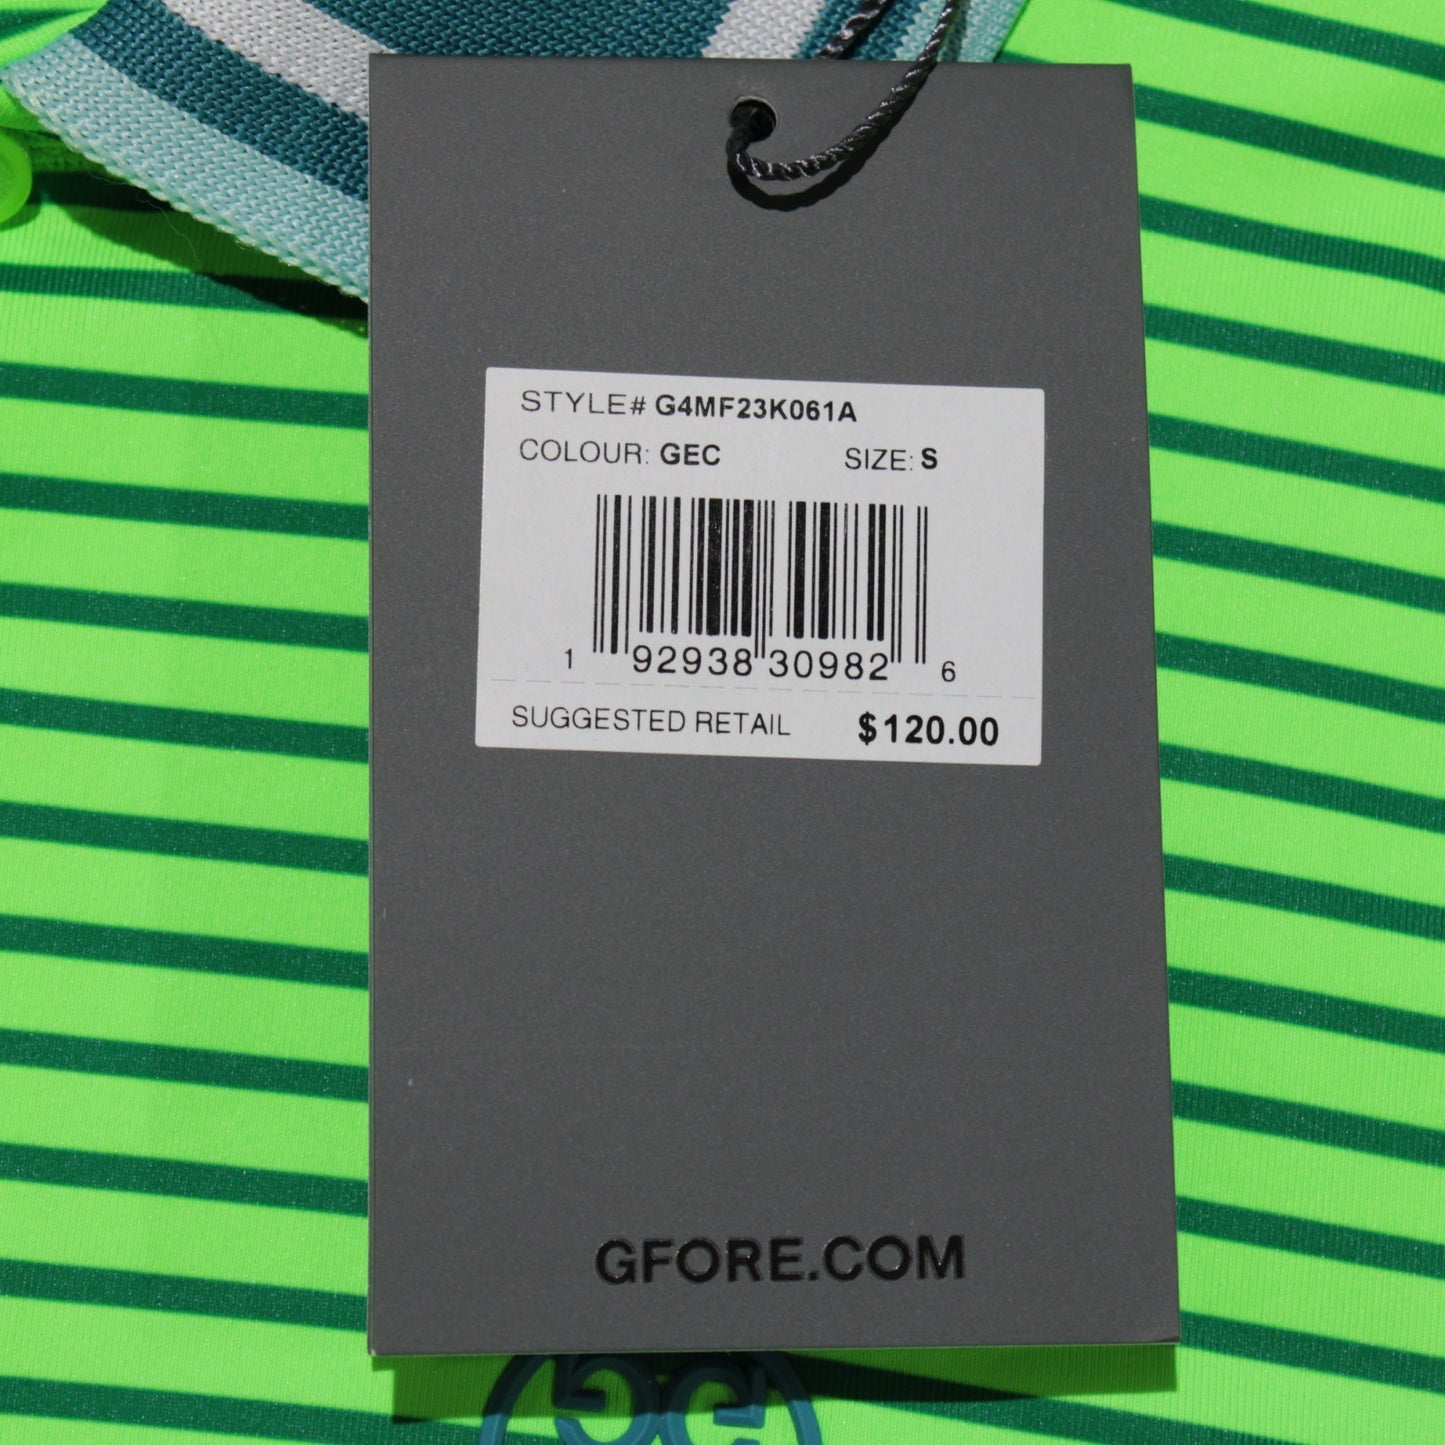 STYLE# G4MF23K061A
COLOUR: GEC SIZE: S
1 92938 30982 6
SUGGESTED RETAIL $120.00
GFORE.COM